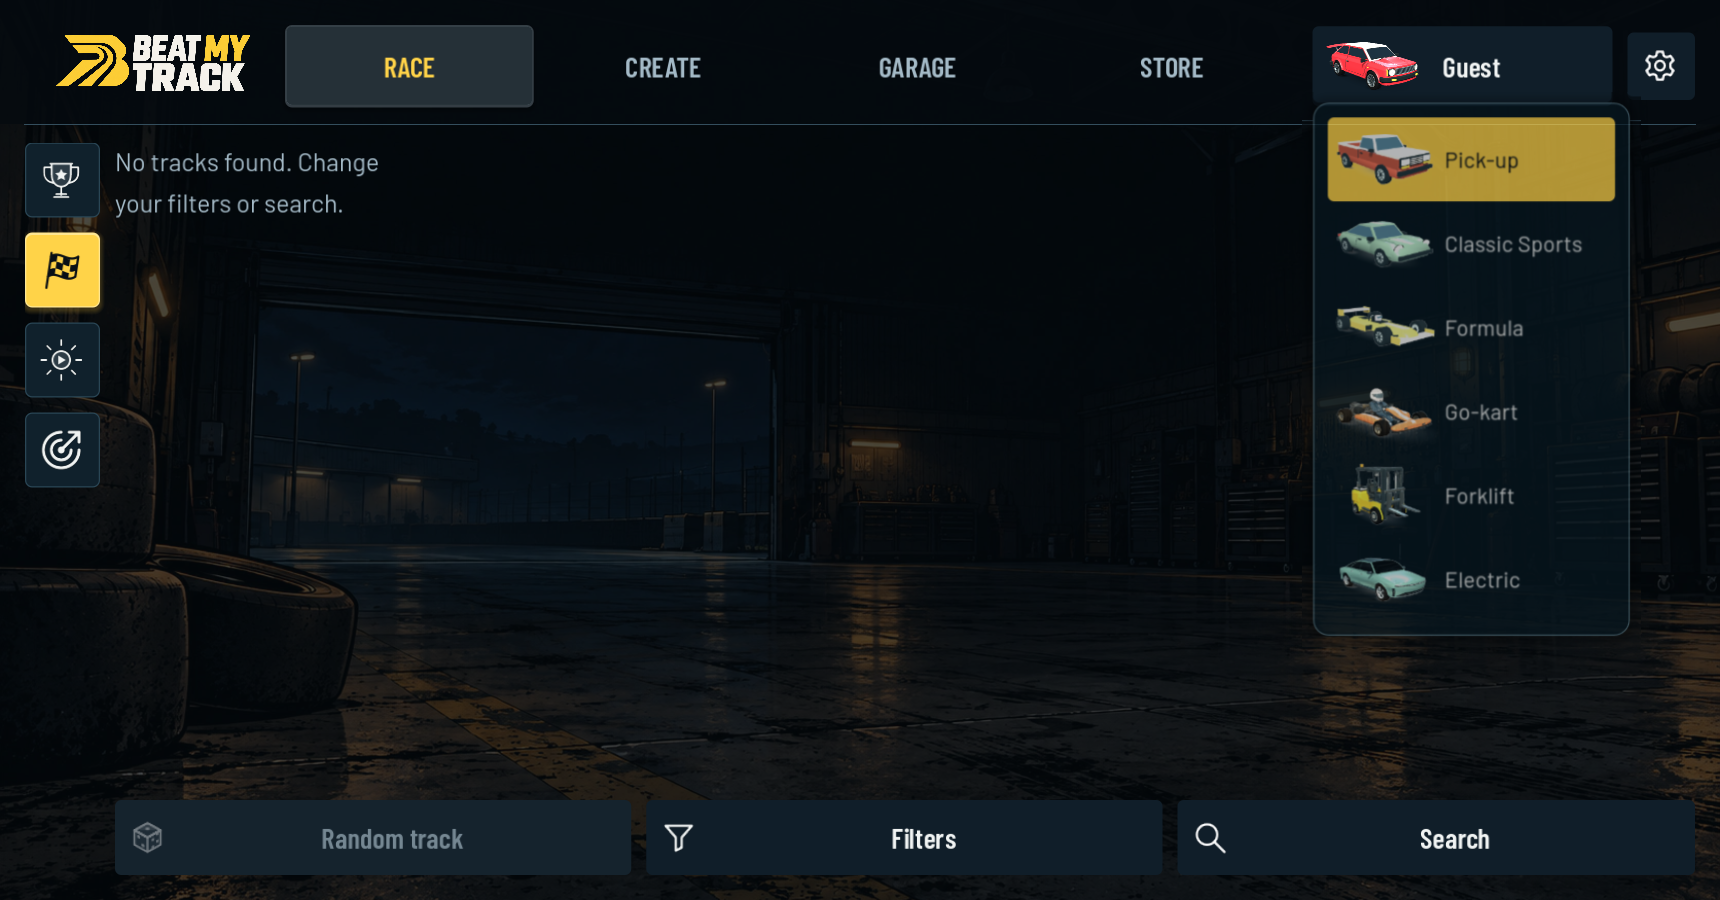 BEAT MY
TRACK
RACE
CREATE
GARAGE
STORE
Guest
No tracks found. Change
your filters or search.
Pick-up
Classic Sports
Formula
Go-kart
Forklift
Electric
Random track
Filters
Search